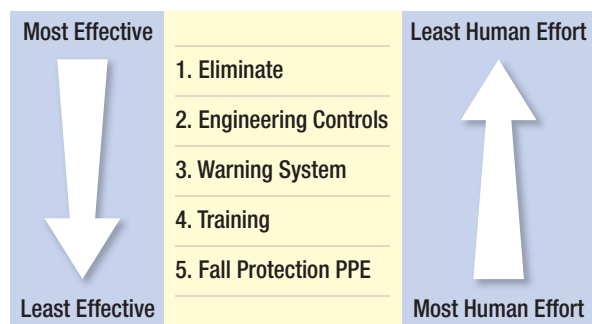 Most Effective
Least Human Effort
1. Eliminate
2. Engineering Controls
3. Warning System
4. Training
5. Fall Protection PPE
Least Effective
Most Human Effort